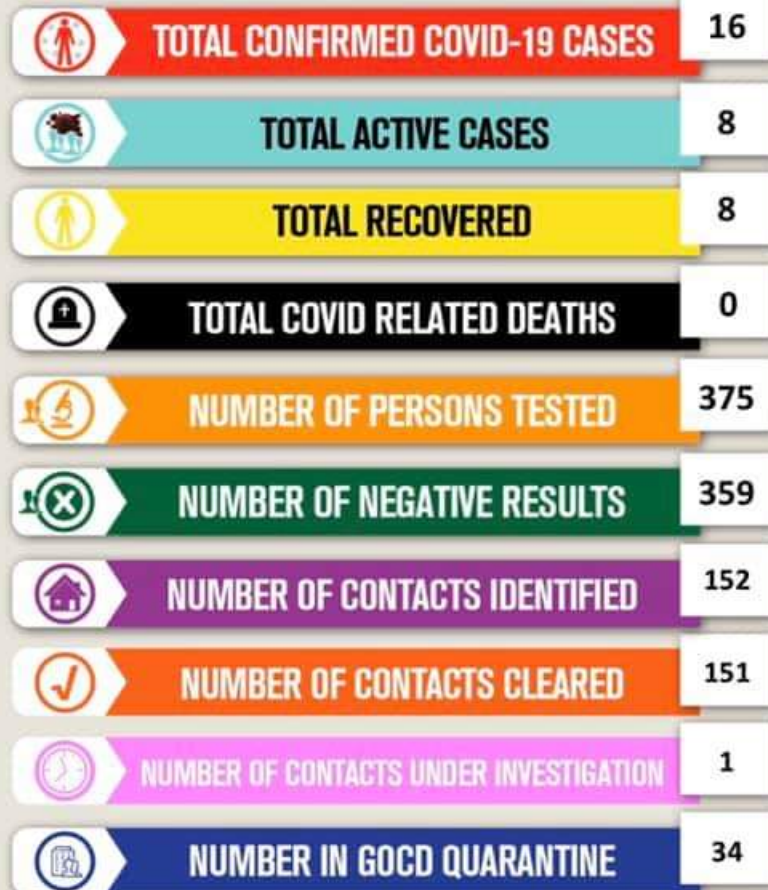 TOTAL CONFIRMED COVID-19 CASES 16
TOTAL ACTIVE CASES 8
TOTAL RECOVERED 8
TOTAL COVID RELATED DEATHS 0
NUMBER OF PERSONS TESTED 375
NUMBER OF NEGATIVE RESULTS 359
NUMBER OF CONTACTS IDENTIFIED 152
NUMBER OF CONTACTS CLEARED 151
NUMBER OF CONTACTS UNDER INVESTIGATION 1
NUMBER IN GOCD QUARANTINE 34